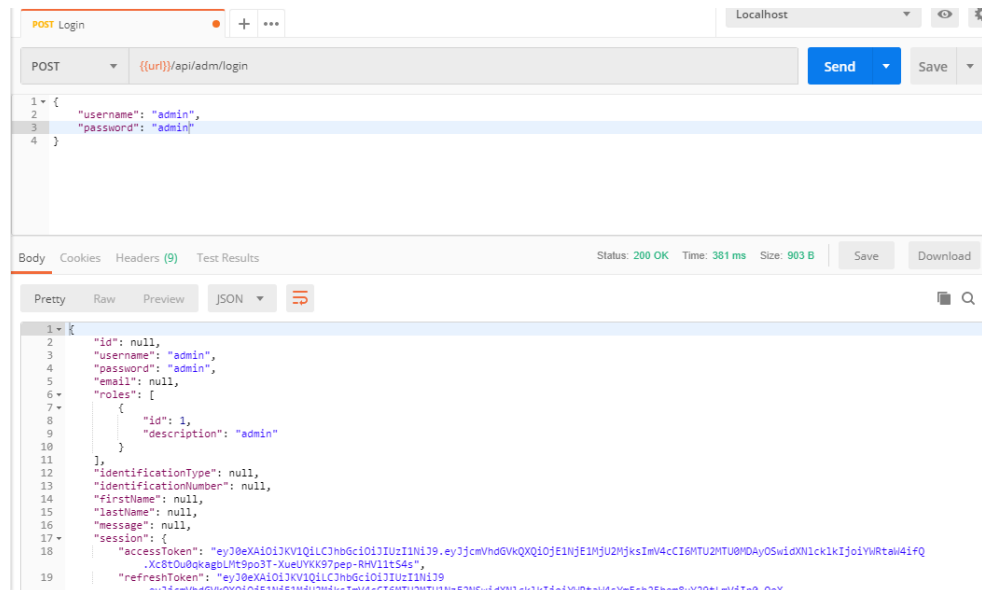 POST Login
Localhost
POST {{url}}/api/adm/login Send Save
1 {
2 "username": "admin",
3 "password": "admin"
4 }
Body Cookies Headers (9) Test Results Status: 200 OK Time: 381 ms Size: 903 B Save Download
Pretty Raw Preview JSON
1 {
2 "id": null,
3 "username": "admin",
4 "password": "admin",
5 "email": null,
6 "roles": [
7 {
8 "id": 1,
9 "description": "admin"
10 }
11 ],
12 "identificationType": null,
13 "identificationNumber": null,
14 "firstName": null,
15 "lastName": null,
16 "message": null,
17 "session": {
18 "accessToken": "eyJ0eXAiOiJKV1QiLCJhbGciOiJIUzI1NiJ9.eyJjcmVhdGVkQXQiOjE1NjE1MjU2MjksImV4cCI6MTU2MTU0MDAyOSwidXNlcklkIjoiYWRtaW4ifQ
.Xc8tOu0qkagbLMt9po3T-XueUYKK97pep-RHVl1tS4s",
19 "refreshToken": "eyJ0eXAiOiJKV1QiLCJhbGciOiJIUzI1NiJ9